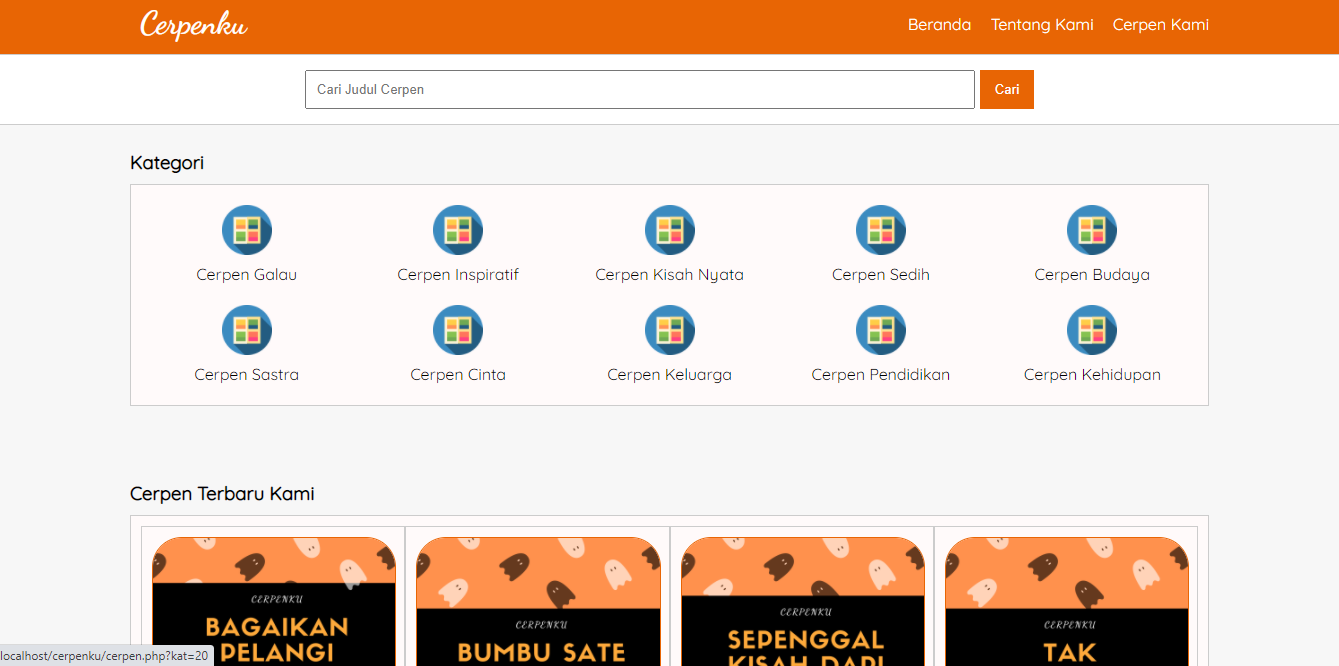 Cerpenku
Beranda Tentang Kami Cerpen Kami
Cari Judul Cerpen Cari
Kategori
Cerpen Galau Cerpen Inspiratif Cerpen Kisah Nyata Cerpen Sedih Cerpen Budaya
Cerpen Sastra Cerpen Cinta Cerpen Keluarga Cerpen Pendidikan Cerpen Kehidupan
Cerpen Terbaru Kami
CERPENKU
BAGAIKAN
PELANGI
CERPENKU
BUMBU SATE
CERPENKU
SEPENGGAL
KISAH DARI
CERPENKU
TAK
localhost/cerpenku/cerpen.php?kat=20